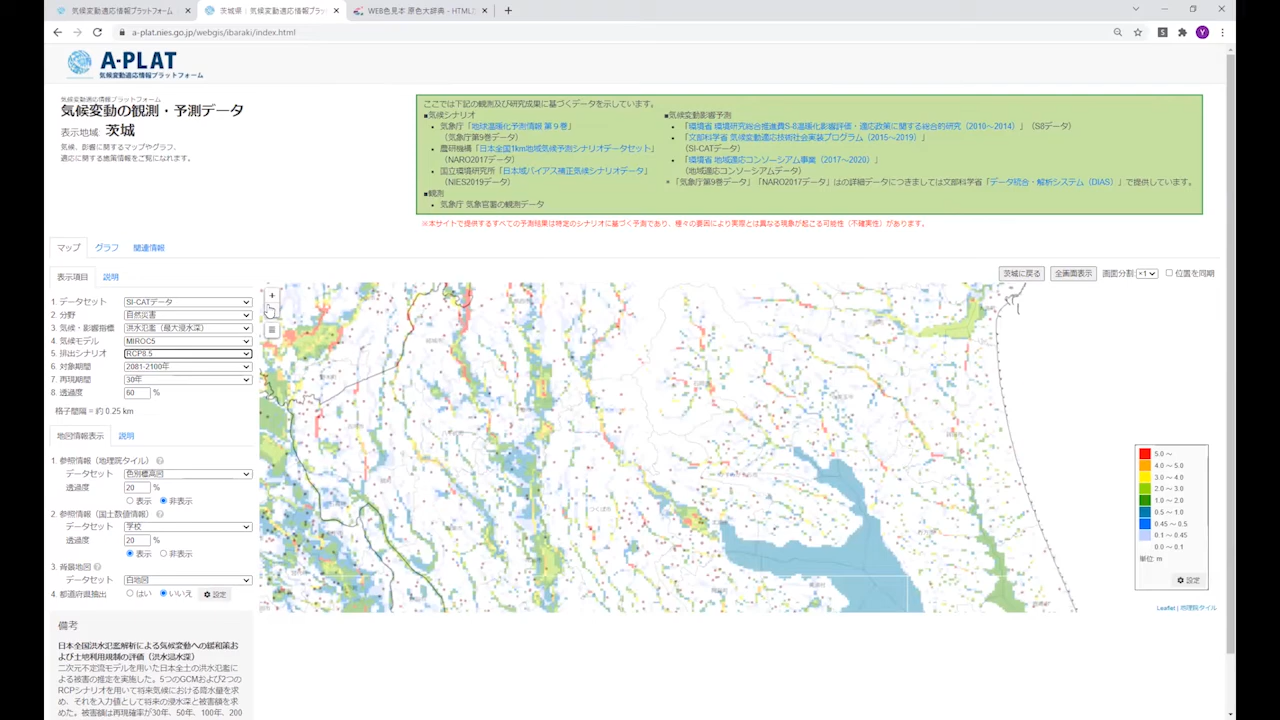 気候変動適応情報プラットフォーム
茨城県 | 気候変動適応情報プラッ
WEB色見本 原色大辞典 - HTML
a-plat.nies.go.jp/webgis/ibaraki/index.html
A-PLAT
気候変動適応情報プラットフォーム
気候変動適応情報プラットフォーム
気候変動の観測・予測データ
表示地域 茨城
気候、影響に関するマップやグラフ、
適応に関する施策情報をご覧になれます。
ここでは下記の観測及び研究成果に基づくデータを示しています。
■気候シナリオ
• 気象庁「地球温暖化予測情報 第９巻」
（気象庁第9巻データ）
• 農研機構「日本全国1km地域気候予測シナリオデータセット」
（NARO2017データ）
• 国立環境研究所「日本域バイアス補正気候シナリオデータ」
（NIES2019データ）
■観測
• 気象庁 気象官署の観測データ
■気候変動影響予測
• 「環境省 環境研究総合推進費S-8温暖化影響評価・適応政策に関する総合的研究（2010～2014）」（S8データ）
• 「文部科学省 気候変動適応技術社会実装プログラム（2015～2019）」
（SI-CATデータ）
• 「環境省 地域適応コンソーシアム事業（2017～2020）」
（地域適応コンソーシアムデータ）
＊「気象庁第9巻データ」「NARO2017データ」はの詳細データにつきましては文部科学省「データ統合・解析システム（DIAS）」で提供しています。
※本サイトで提供するすべての予測結果は特定のシナリオに基づく予測であり、種々の要因により実際とは異なる現象が起こる可能性（不確実性）があります。
マップ グラフ 関連情報
表示項目 説明
茨城に戻る 全画面表示 画面分割: ×1 位置を同期
1. データセット SI-CATデータ
2. 分野 自然災害
3. 気候・影響指標 洪水氾濫（最大浸水深）
4. 気候モデル MIROC5
5. 排出シナリオ RCP8.5
6. 対象期間 2081-2100年
7. 再現期間 30年
8. 透過度 60 %
格子間隔 = 約 0.25 km
地図情報表示 説明
1. 参照情報（地理院タイル）
データセット 色別標高図
透過度 20 %
表示 非表示
2. 参照情報（国土数値情報）
データセット 学校
透過度 20 %
表示 非表示
3. 背景地図
データセット 白地図
4. 都道府県抽出 はい いいえ 設定
5.0 ～
4.0 ～ 5.0
3.0 ～ 4.0
2.0 ～ 3.0
1.0 ～ 2.0
0.5 ～ 1.0
0.45 ～ 0.5
0.1 ～ 0.45
0.0 ～ 0.1
単位: m
設定
Leaflet | 地理院タイル
つくば市
備考
日本全国洪水氾濫解析による気候変動への緩和策お
よび土地利用規制の評価（洪水浸水深）
二次元不定流モデルを用いた日本全土の洪水氾濫に
よる被害の推定を実施した。5つのGCMおよび2つの
RCPシナリオを用いて将来気候における降水量を求
め、それを入力値として将来の浸水深と被害額を求
めた。被害額は再現確率が30年、50年、100年、200